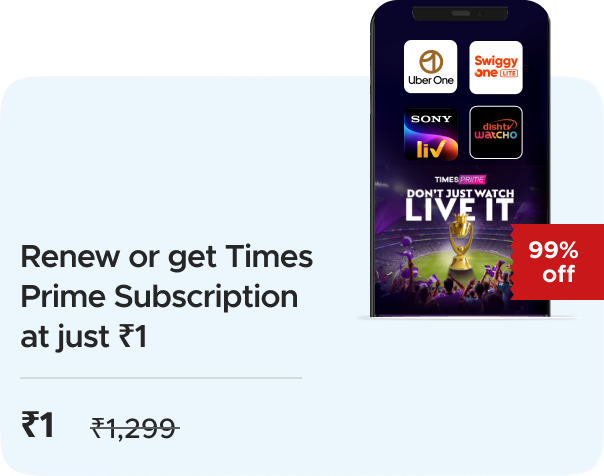 Uber One
Swiggy
one LITE
SONY
liv
dishtv
WATCHO
TIMES PRIME
DON'T JUST WATCH
LIVE IT
99%
off
Renew or get Times
Prime Subscription
at just ₹1
₹1 ₹1,299